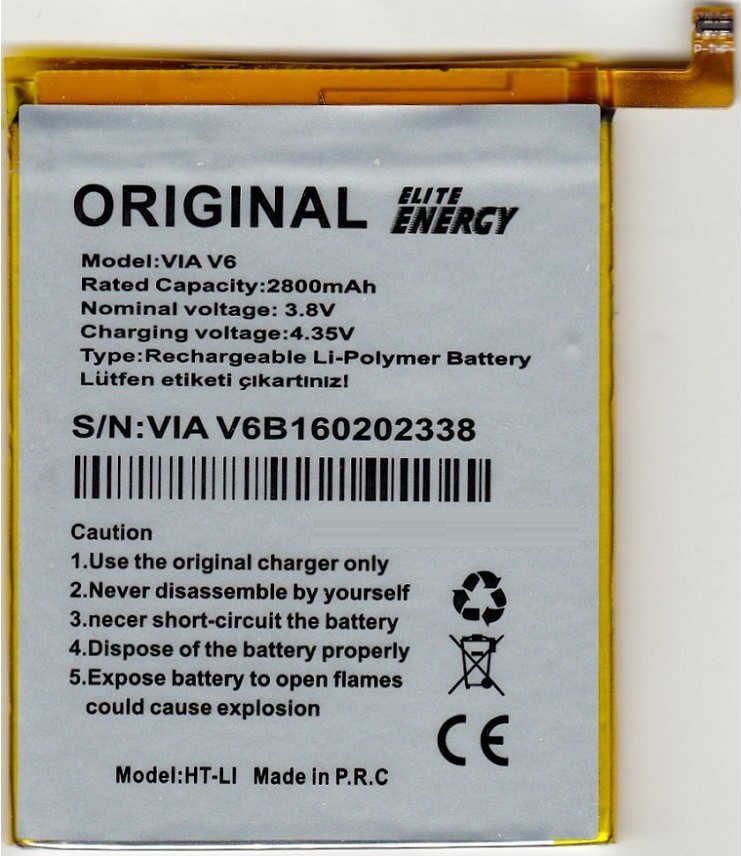 ORIGINAL ELITE ENERGY
Model:VIA V6
Rated Capacity:2800mAh
Nominal voltage: 3.8V
Charging voltage:4.35V
Type:Rechargeable Li-Polymer Battery
Lütfen etiketi çıkartınız!
S/N:VIA V6B160202338
Caution
1.Use the original charger only
2.Never disassemble by yourself
3.necer short-circuit the battery
4.Dispose of the battery properly
5.Expose battery to open flames
could cause explosion
CE
Model:HT-LI Made in P.R.C